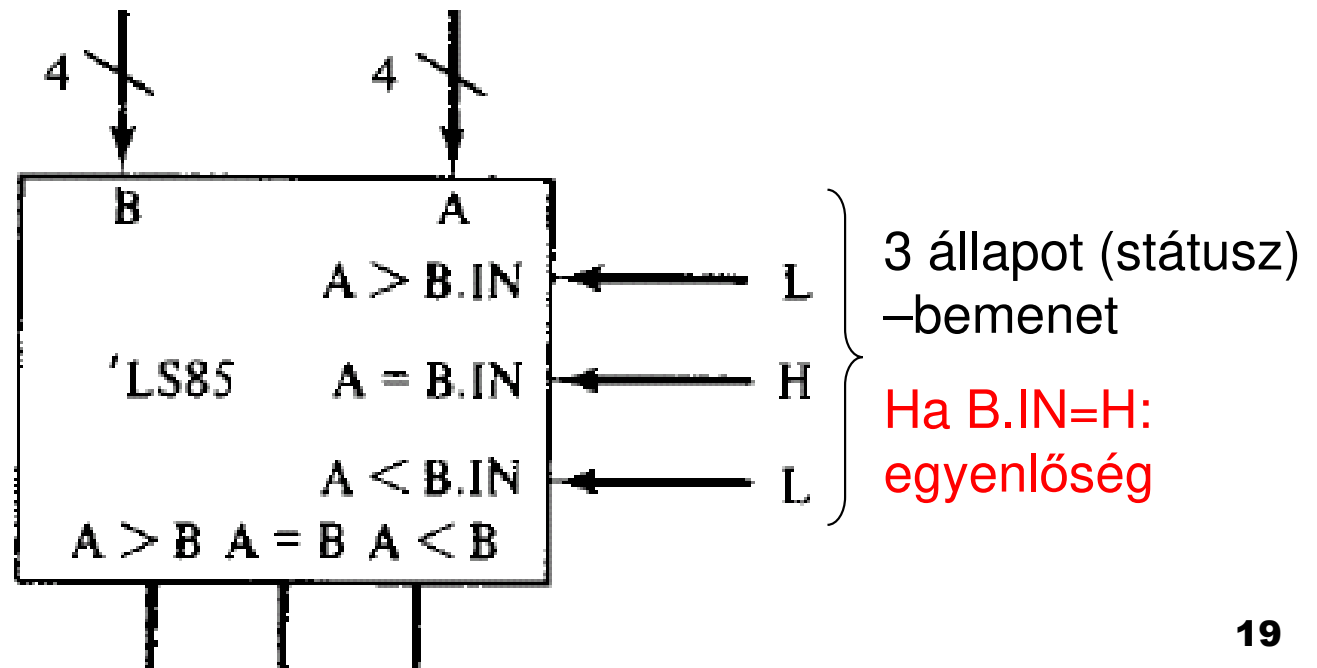 4 4
B A
A > B.IN L
'LS85 A = B.IN H
A < B.IN L
A > B A = B A < B
3 állapot (státusz)
–bemenet
Ha B.IN=H:
egyenlőség
19